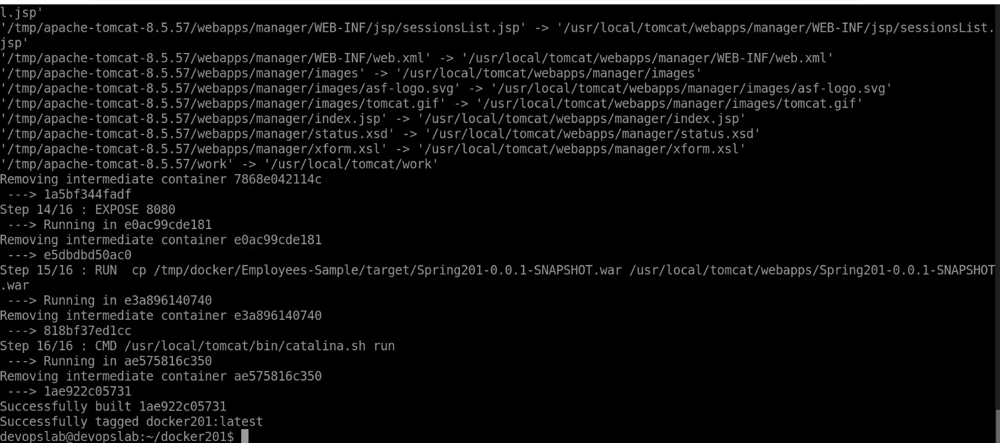 l.jsp'
'/tmp/apache-tomcat-8.5.57/webapps/manager/WEB-INF/jsp/sessionsList.jsp' -> '/usr/local/tomcat/webapps/manager/WEB-INF/jsp/sessionsList.
jsp'
'/tmp/apache-tomcat-8.5.57/webapps/manager/WEB-INF/web.xml' -> '/usr/local/tomcat/webapps/manager/WEB-INF/web.xml'
'/tmp/apache-tomcat-8.5.57/webapps/manager/images' -> '/usr/local/tomcat/webapps/manager/images'
'/tmp/apache-tomcat-8.5.57/webapps/manager/images/asf-logo.svg' -> '/usr/local/tomcat/webapps/manager/images/asf-logo.svg'
'/tmp/apache-tomcat-8.5.57/webapps/manager/images/tomcat.gif' -> '/usr/local/tomcat/webapps/manager/images/tomcat.gif'
'/tmp/apache-tomcat-8.5.57/webapps/manager/index.jsp' -> '/usr/local/tomcat/webapps/manager/index.jsp'
'/tmp/apache-tomcat-8.5.57/webapps/manager/status.xsd' -> '/usr/local/tomcat/webapps/manager/status.xsd'
'/tmp/apache-tomcat-8.5.57/webapps/manager/xform.xsl' -> '/usr/local/tomcat/webapps/manager/xform.xsl'
'/tmp/apache-tomcat-8.5.57/work' -> '/usr/local/tomcat/work'
Removing intermediate container 7868e042114c
 ---> 1a5bf344fadf
Step 14/16 : EXPOSE 8080
 ---> Running in e0ac99cde181
Removing intermediate container e0ac99cde181
 ---> e5dbdbd50ac0
Step 15/16 : RUN  cp /tmp/docker/Employees-Sample/target/Spring201-0.0.1-SNAPSHOT.war /usr/local/tomcat/webapps/Spring201-0.0.1-SNAPSHOT
.war
 ---> Running in e3a896140740
Removing intermediate container e3a896140740
 ---> 818bf37ed1cc
Step 16/16 : CMD /usr/local/tomcat/bin/catalina.sh run
 ---> Running in ae575816c350
Removing intermediate container ae575816c350
 ---> 1ae922c05731
Successfully built 1ae922c05731
Successfully tagged docker201:latest
devopslab@devopslab:~/docker201$